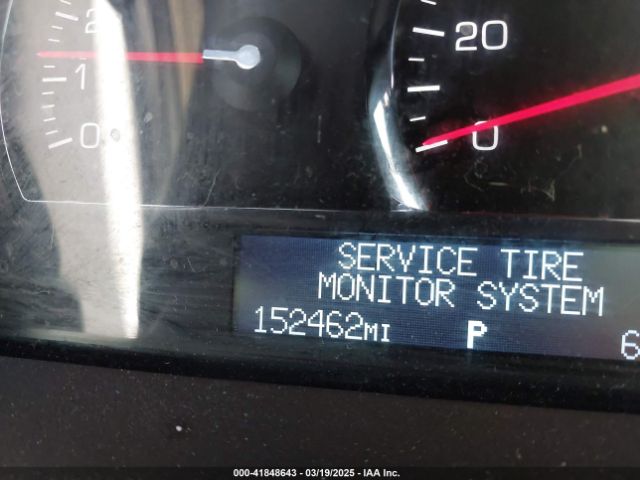 2
1
0
20
0
SERVICE TIRE
MONITOR SYSTEM
152462MI P 6
000-41848643 - 03/19/2025 - IAA Inc.